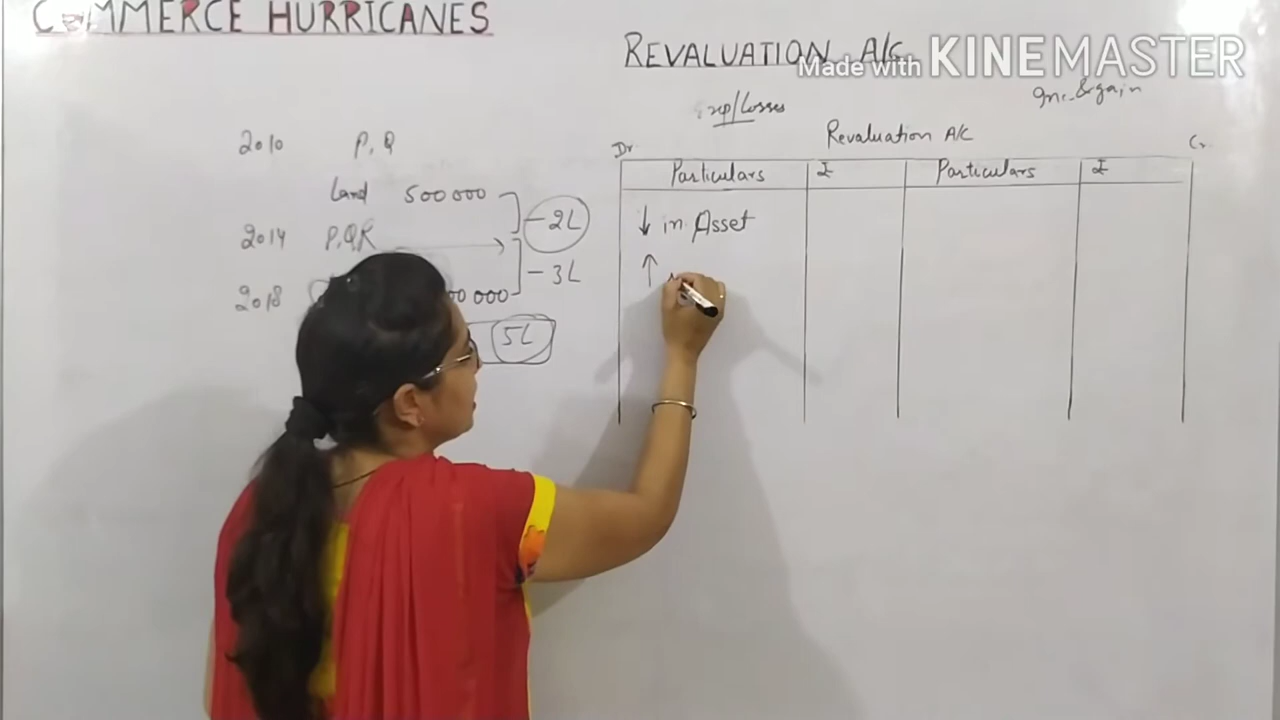 COMMERCE HURRICANES
REVALUATION A/c
Made with KINEMASTER
exp/Losses
Inc. & gain
Revaluation A/C
Dr
Cr
Particulars ₹ Particulars ₹
↓ in Asset
↑
2010 P, Q
Land 500000
- 2L
2014 P,Q,R
- 3L
2018 00 000
5L